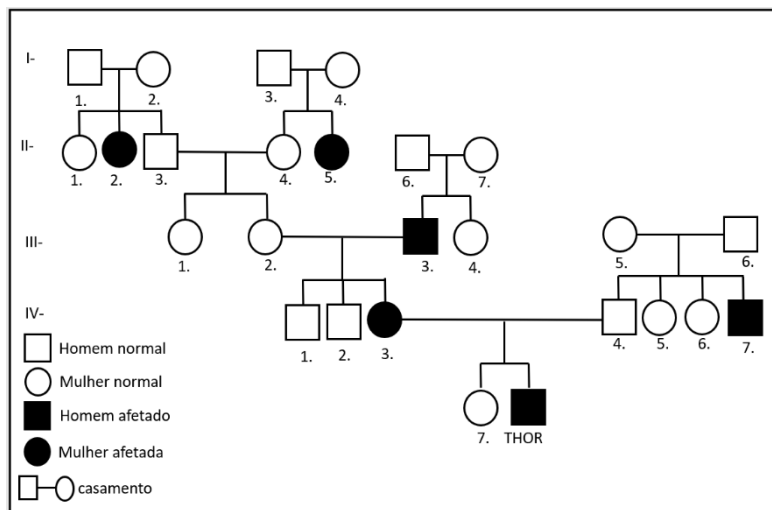 I-
1. 2. 3. 4.
II-
1. 2. 3. 4. 5. 6. 7.
III-
1. 2. 3. 4. 5. 6.
IV-
1. 2. 3. 4. 5. 6. 7.
Homem normal
Mulher normal
Homem afetado
Mulher afetada
casamento
7. THOR